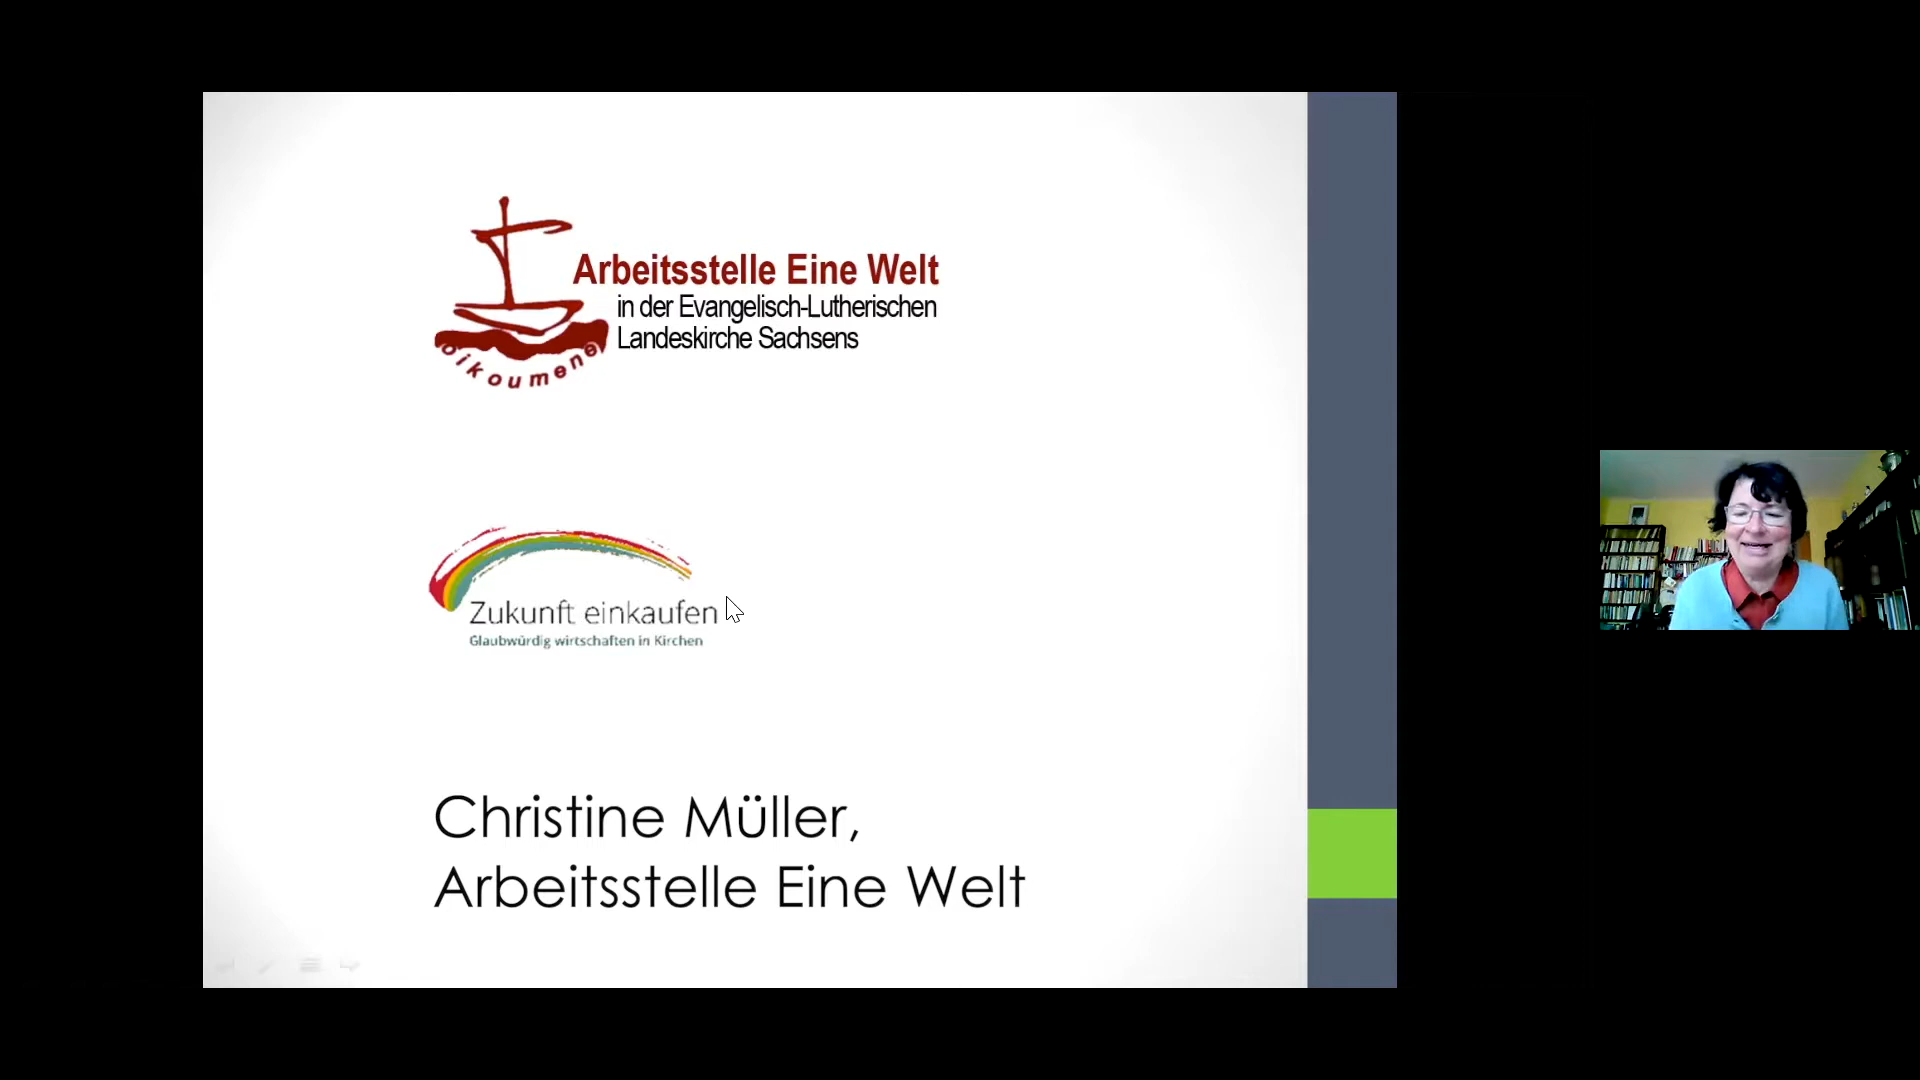 Arbeitsstelle Eine Welt
in der Evangelisch-Lutherischen
Landeskirche Sachsens
oikoumene
Zukunft einkaufen
Glaubwürdig wirtschaften in Kirchen
Christine Müller,
Arbeitsstelle Eine Welt